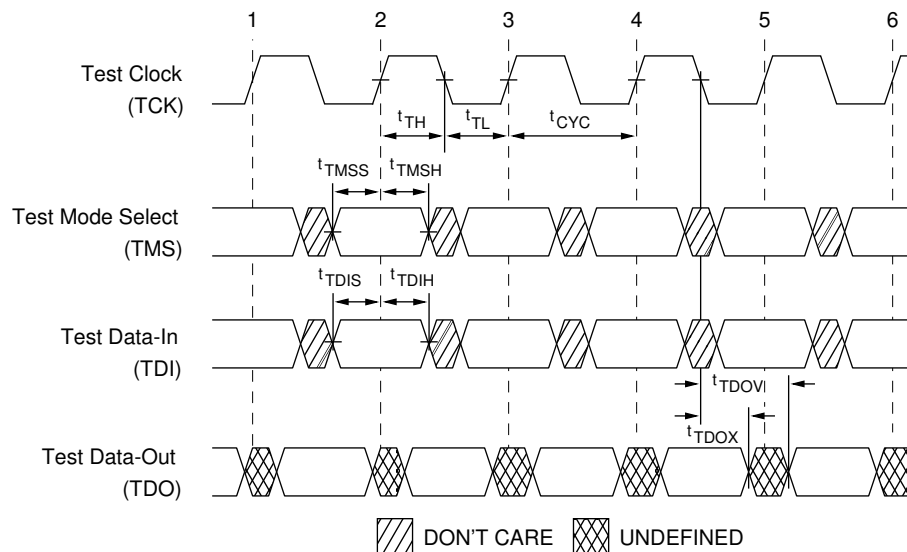 1 2 3 4 5 6
Test Clock
(TCK)
tTH tTL tCYC
tTMSS tTMSH
Test Mode Select
(TMS)
tTDIS tTDIH
Test Data-In
(TDI)
tTDOV
tTDOX
Test Data-Out
(TDO)
DON'T CARE UNDEFINED